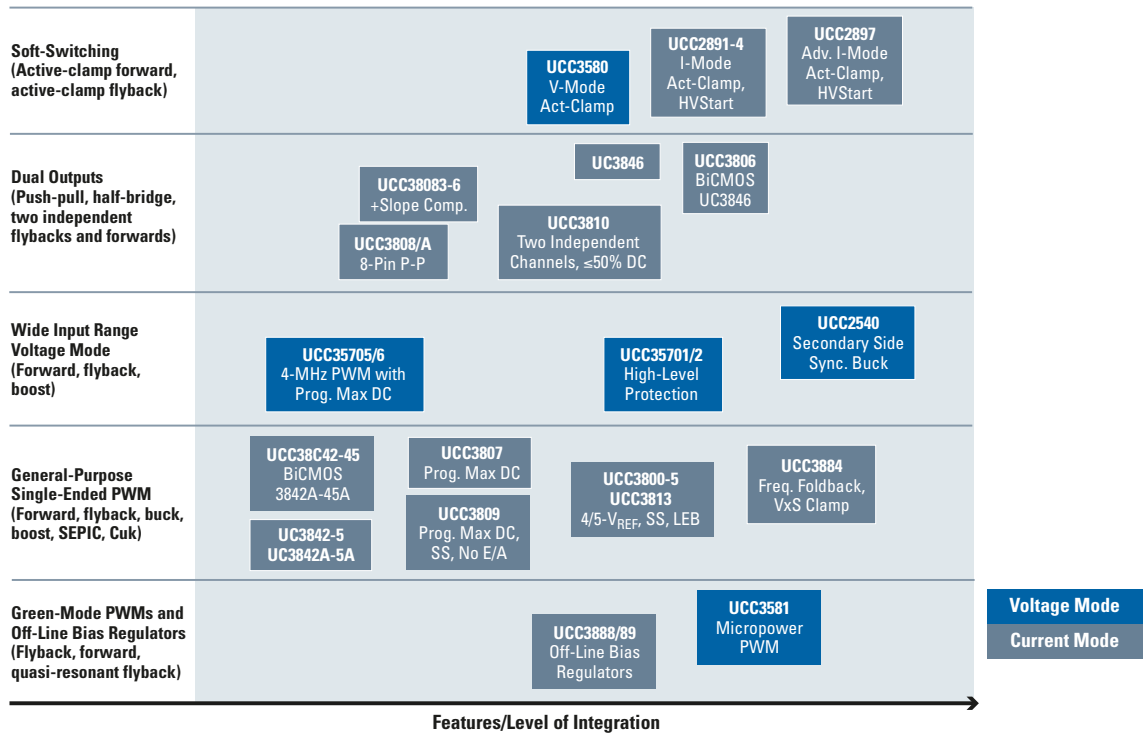 Soft-Switching
(Active-clamp forward,
active-clamp flyback)
UCC3580
V-Mode
Act-Clamp
UCC2891-4
I-Mode
Act-Clamp,
HVStart
UCC2897
Adv. I-Mode
Act-Clamp,
HVStart
Dual Outputs
(Push-pull, half-bridge,
two independent
flybacks and forwards)
UCC38083-6
+Slope Comp.
UCC3808/A
8-Pin P-P
UC3846
UCC3810
Two Independent
Channels, ≤50% DC
UCC3806
BiCMOS
UC3846
Wide Input Range
Voltage Mode
(Forward, flyback,
boost)
UCC35705/6
4-MHz PWM with
Prog. Max DC
UCC35701/2
High-Level
Protection
UCC2540
Secondary Side
Sync. Buck
General-Purpose
Single-Ended PWM
(Forward, flyback, buck,
boost, SEPIC, Cuk)
UCC38C42-45
BiCMOS
3842A-45A
UC3842-5
UC3842A-5A
UCC3807
Prog. Max DC
UCC3809
Prog. Max DC,
SS, No E/A
UCC3800-5
UCC3813
4/5-VREF, SS, LEB
UCC3884
Freq. Foldback,
VxS Clamp
Green-Mode PWMs and
Off-Line Bias Regulators
(Flyback, forward,
quasi-resonant flyback)
UCC3888/89
Off-Line Bias
Regulators
UCC3581
Micropower
PWM
Voltage Mode
Current Mode
Features/Level of Integration